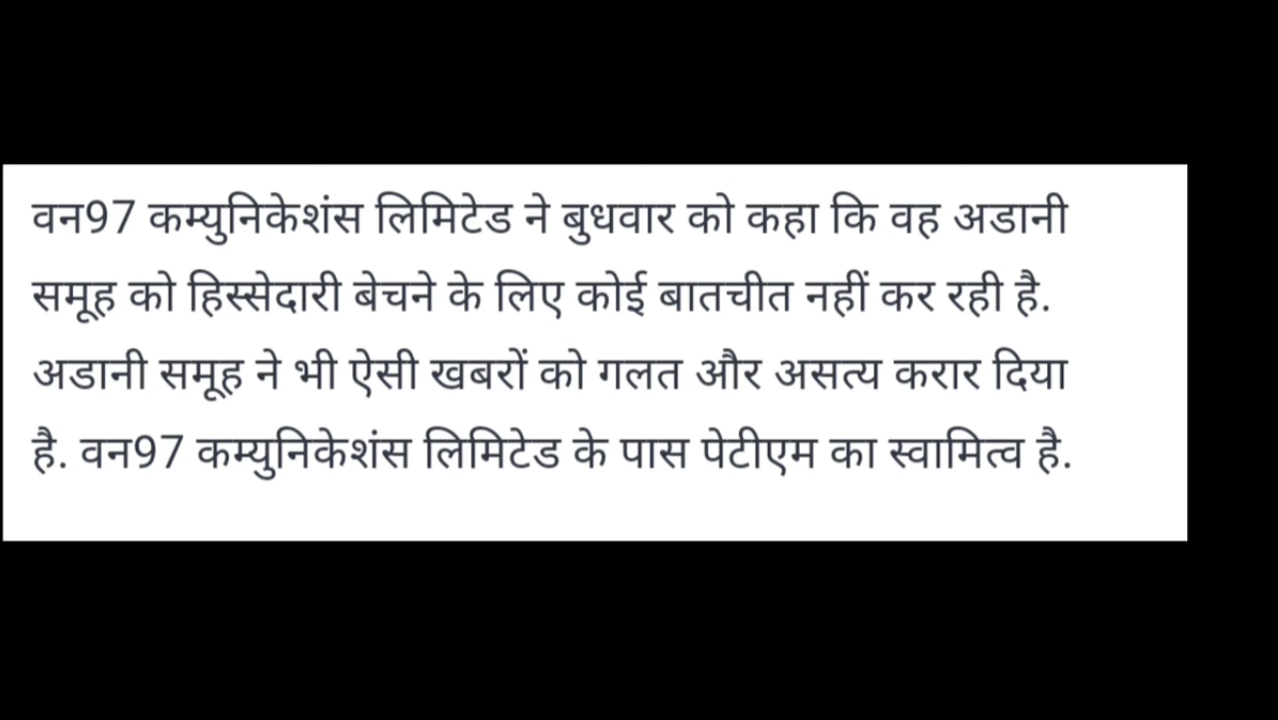 वन97 कम्युनिकेशंस लिमिटेड ने बुधवार को कहा कि वह अडानी
समूह को हिस्सेदारी बेचने के लिए कोई बातचीत नहीं कर रही है.
अडानी समूह ने भी ऐसी खबरों को गलत और असत्य करार दिया
है. वन97 कम्युनिकेशंस लिमिटेड के पास पेटीएम का स्वामित्व है.